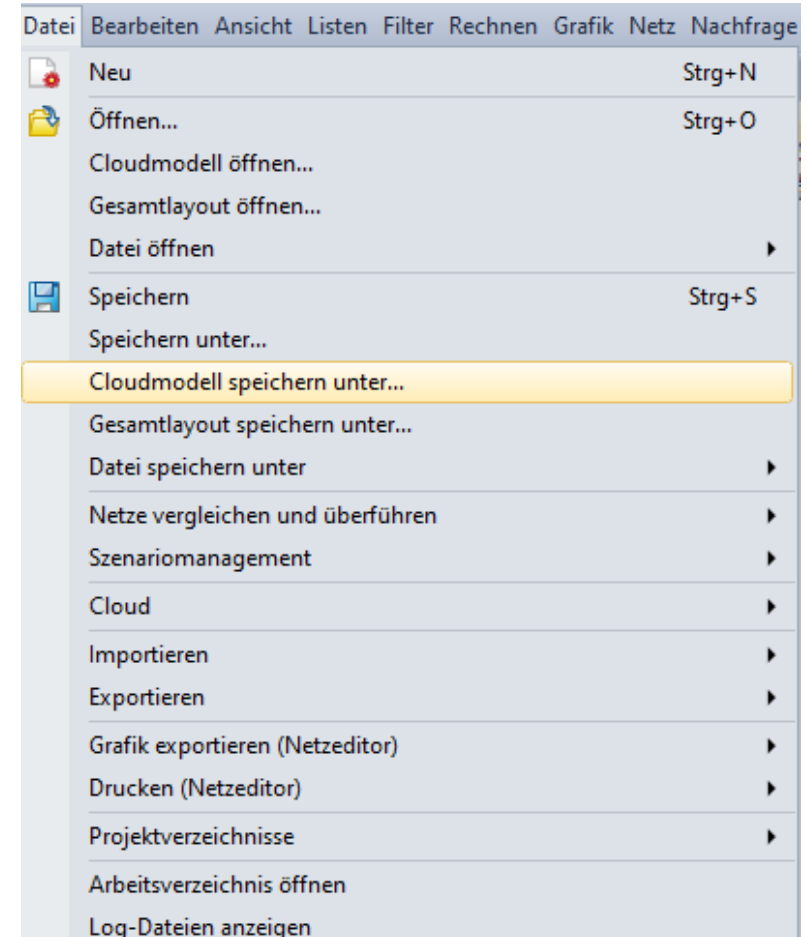 Datei Bearbeiten Ansicht Listen Filter Rechnen Grafik Netz Nachfrage
Neu Strg+N
Öffnen... Strg+O
Cloudmodell öffnen...
Gesamtlayout öffnen...
Datei öffnen
Speichern Strg+S
Speichern unter...
Cloudmodell speichern unter...
Gesamtlayout speichern unter...
Datei speichern unter
Netze vergleichen und überführen
Szenariomanagement
Cloud
Importieren
Exportieren
Grafik exportieren (Netzeditor)
Drucken (Netzeditor)
Projektverzeichnisse
Arbeitsverzeichnis öffnen
Log-Dateien anzeigen